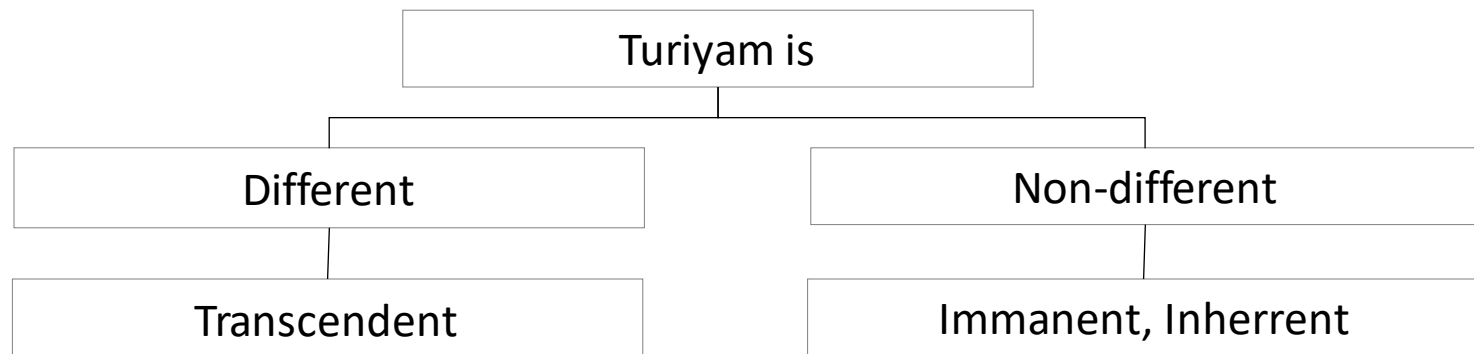 Turiyam is
Different
Non-different
Transcendent
Immanent, Inherrent